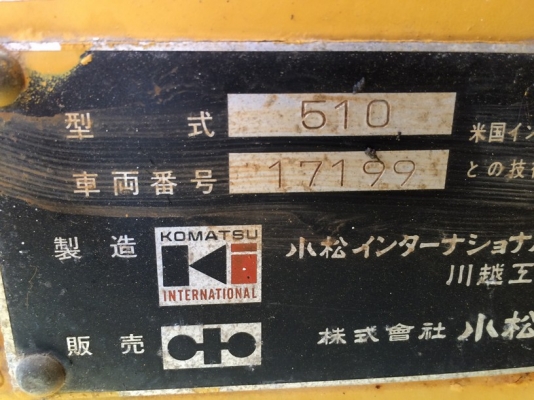 型式 510 米国イン
車両番号 17199 との技
製造 KOMATSU KI INTERNATIONAL 小松インターナショナル
川越工
販売 株式會社 小松